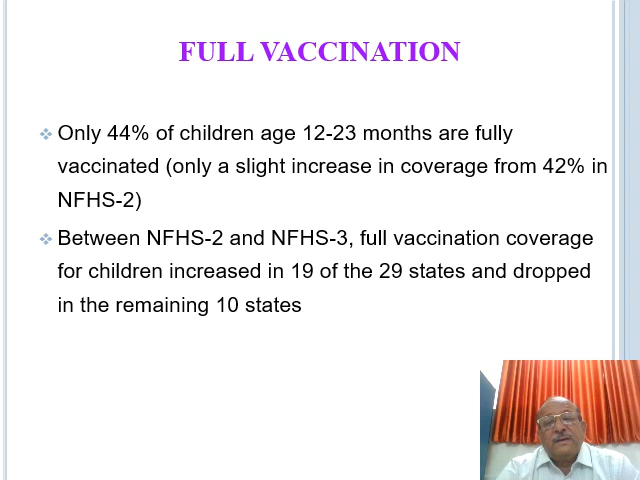 FULL VACCINATION
Only 44% of children age 12-23 months are fully
vaccinated (only a slight increase in coverage from 42% in
NFHS-2)
Between NFHS-2 and NFHS-3, full vaccination coverage
for children increased in 19 of the 29 states and dropped
in the remaining 10 states